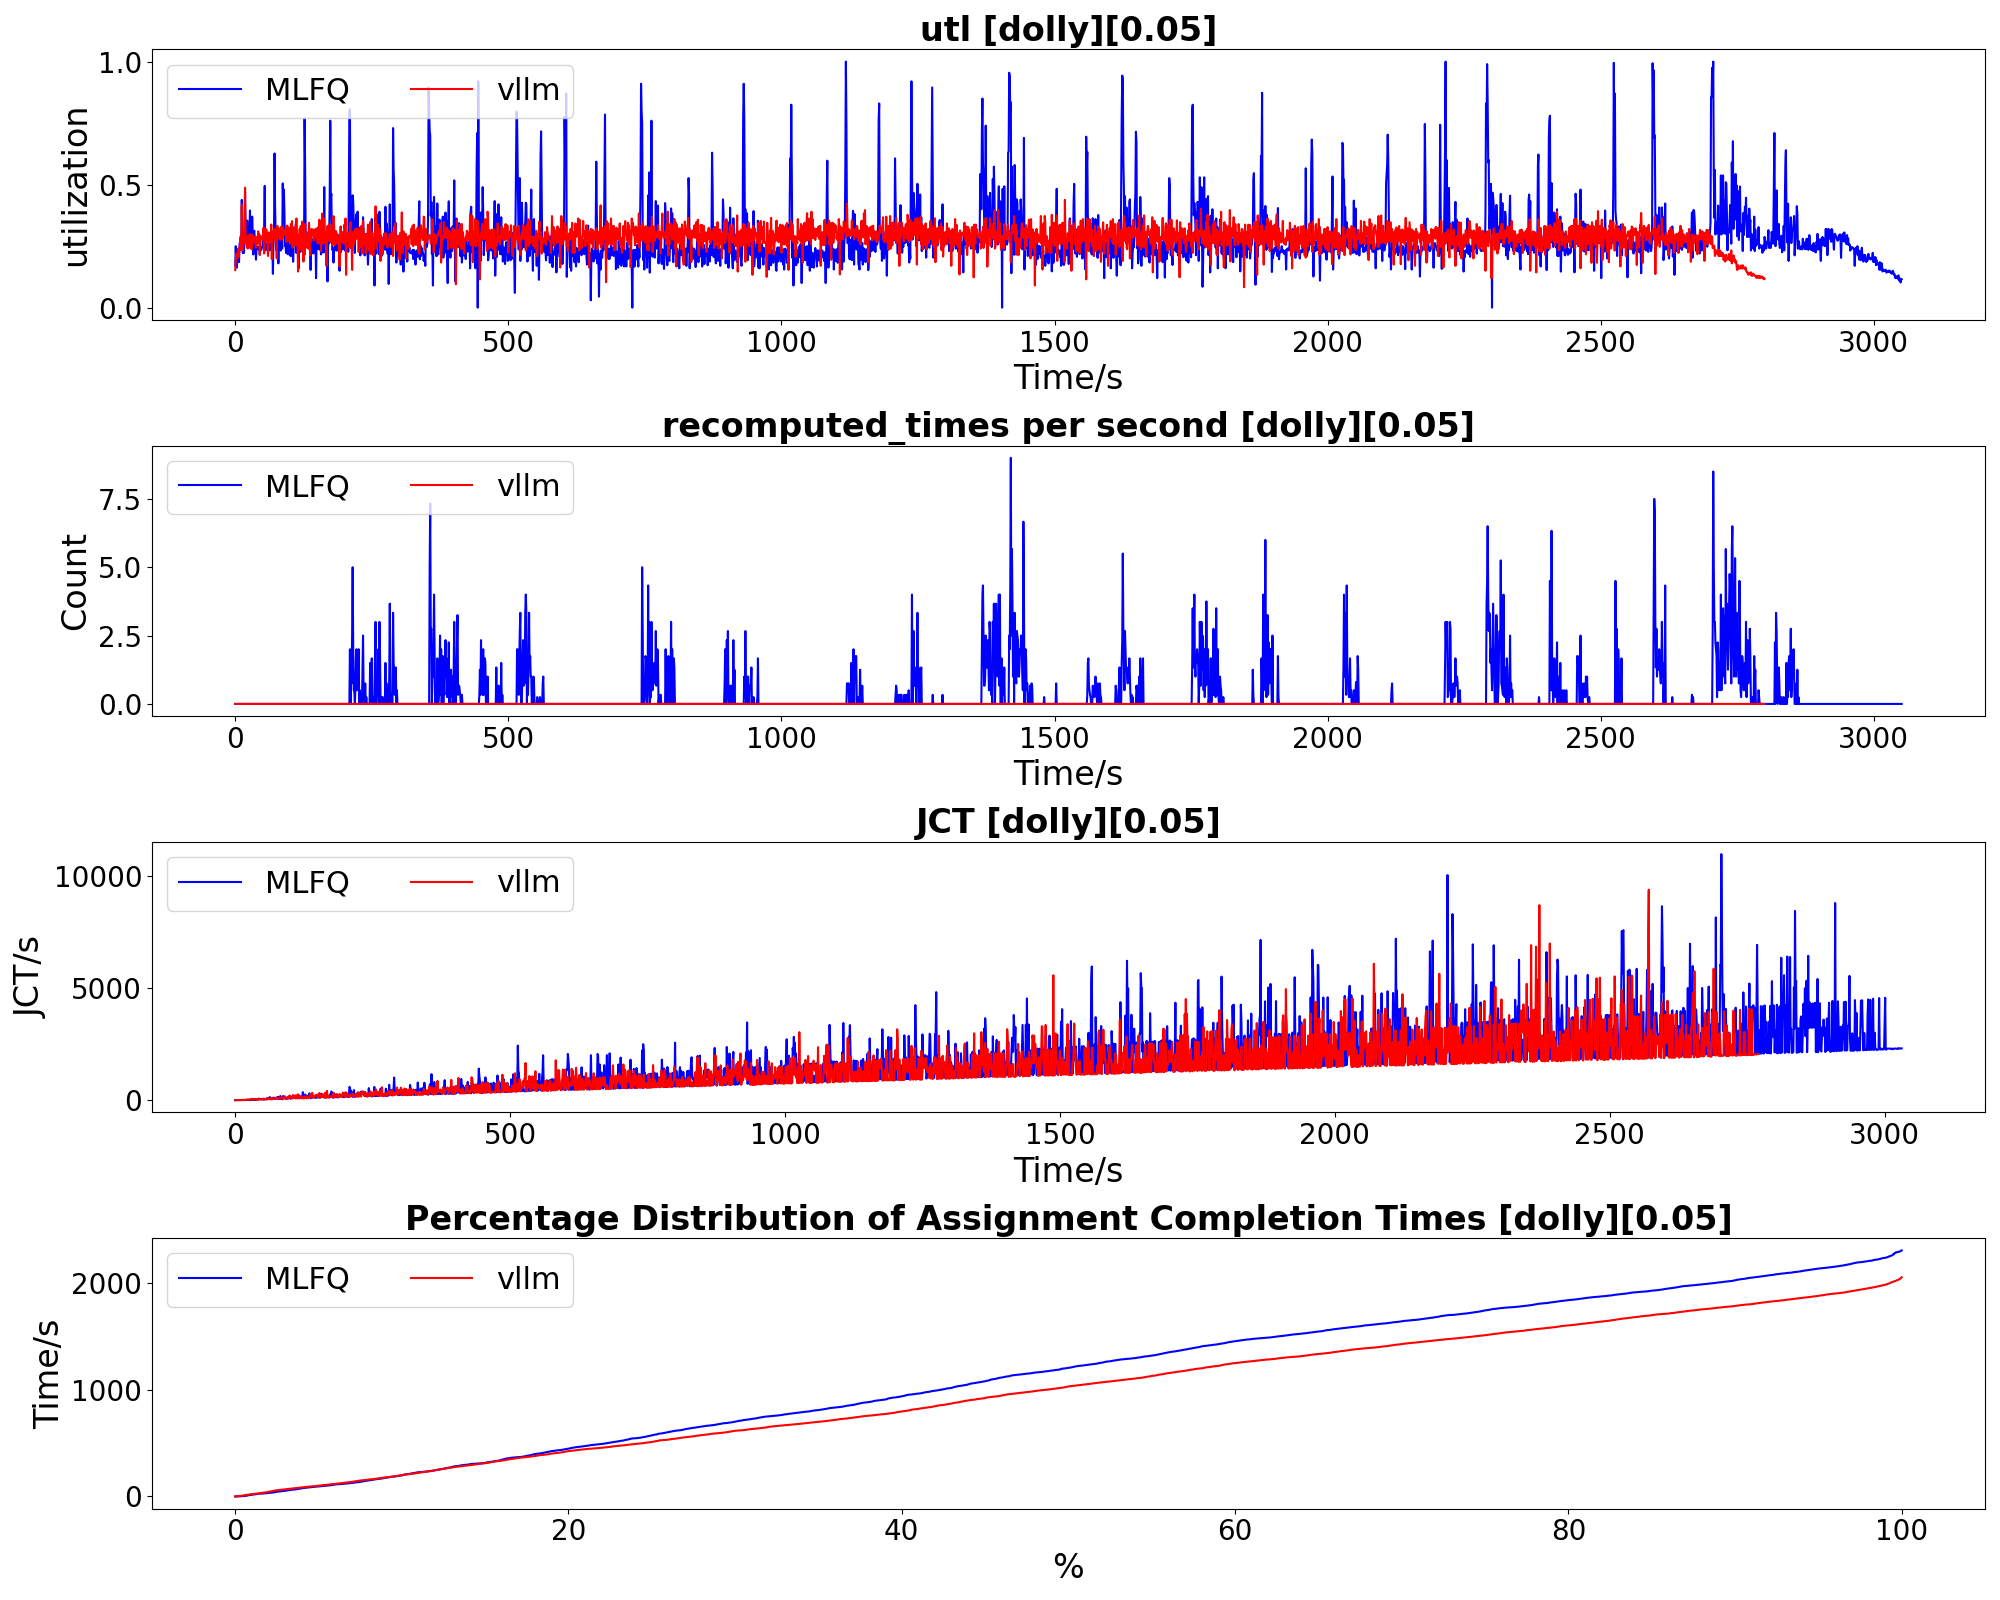 utl [dolly][0.05]
MLFQ vllm
utilization
1.0
0.5
0.0
0 500 1000 1500 2000 2500 3000
Time/s
recomputed_times per second [dolly][0.05]
MLFQ vllm
Count
7.5
5.0
2.5
0.0
0 500 1000 1500 2000 2500 3000
Time/s
JCT [dolly][0.05]
MLFQ vllm
JCT/s
10000
5000
0
0 500 1000 1500 2000 2500 3000
Time/s
Percentage Distribution of Assignment Completion Times [dolly][0.05]
MLFQ vllm
Time/s
2000
1000
0
0 20 40 60 80 100
%